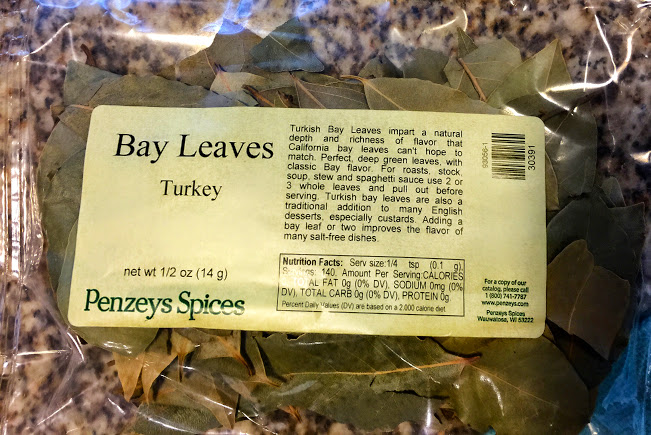 Bay Leaves
Turkey
net wt 1/2 oz (14 g)
Penzeys Spices
Turkish Bay Leaves impart a natural
depth and richness of flavor that
California bay leaves can't hope to
match. Perfect, deep green leaves, with
classic Bay flavor. For roasts, stock,
soup, stew and spaghetti sauce use 2 or
3 whole leaves and pull out before
serving. Turkish bay leaves are also a
traditional addition to many English
desserts, especially custards. Adding a
bay leaf or two improves the flavor of
many salt-free dishes.
Nutrition Facts: Serv size:1/4 tsp (0.1 g),
140. Amount Per Serving:CALORIES
TOTAL FAT 0g (0% DV), SODIUM 0mg (0%
DV), TOTAL CARB 0g (0% DV), PROTEIN 0g
Percent Daily Values (DV) are based on a 2,000 calorie diet
93056-1
30391
For a copy of our
catalog, please call
1 (800) 741-7787
www.penzeys.com
Penzeys Spices
Wauwatosa, WI 53222